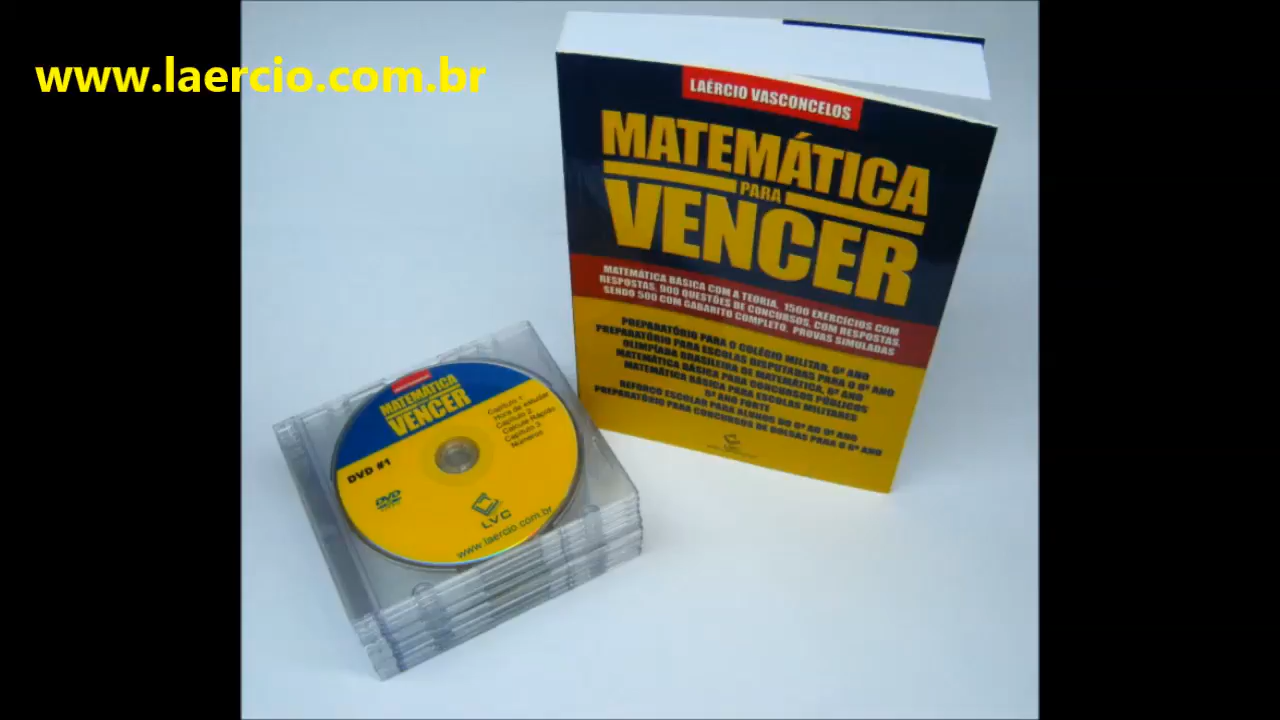 www.laercio.com.br
LAÉRCIO VASCONCELOS
MATEMÁTICA
PARA
VENCER
MATEMÁTICA BÁSICA COM A TEORIA, 1500 EXERCÍCIOS COM
RESPOSTAS, 900 QUESTÕES DE CONCURSOS, COM RESPOSTAS,
SENDO 500 COM GABARITO COMPLETO, PROVAS SIMULADAS
PREPARATÓRIO PARA O COLÉGIO MILITAR, 6º ANO
PREPARATÓRIO PARA ESCOLAS DISPUTADAS PARA O 6º ANO
OLIMPÍADA BRASILEIRA DE MATEMÁTICA, 6º ANO
MATEMÁTICA BÁSICA PARA CONCURSOS PÚBLICOS
MATEMÁTICA BÁSICA PARA ESCOLAS MILITARES
5º ANO FORTE
REFORÇO ESCOLAR PARA ALUNOS DO 6º AO 9º ANO
PREPARATÓRIO PARA CONCURSOS DE BOLSAS PARA O 6º ANO
MATEMÁTICA
VENCER
Capítulo 1
Hora de estudar
Capítulo 2
Cálculo Rápido
Capítulo 3
Números
DVD #1
DVD
LVC
www.laercio.com.br